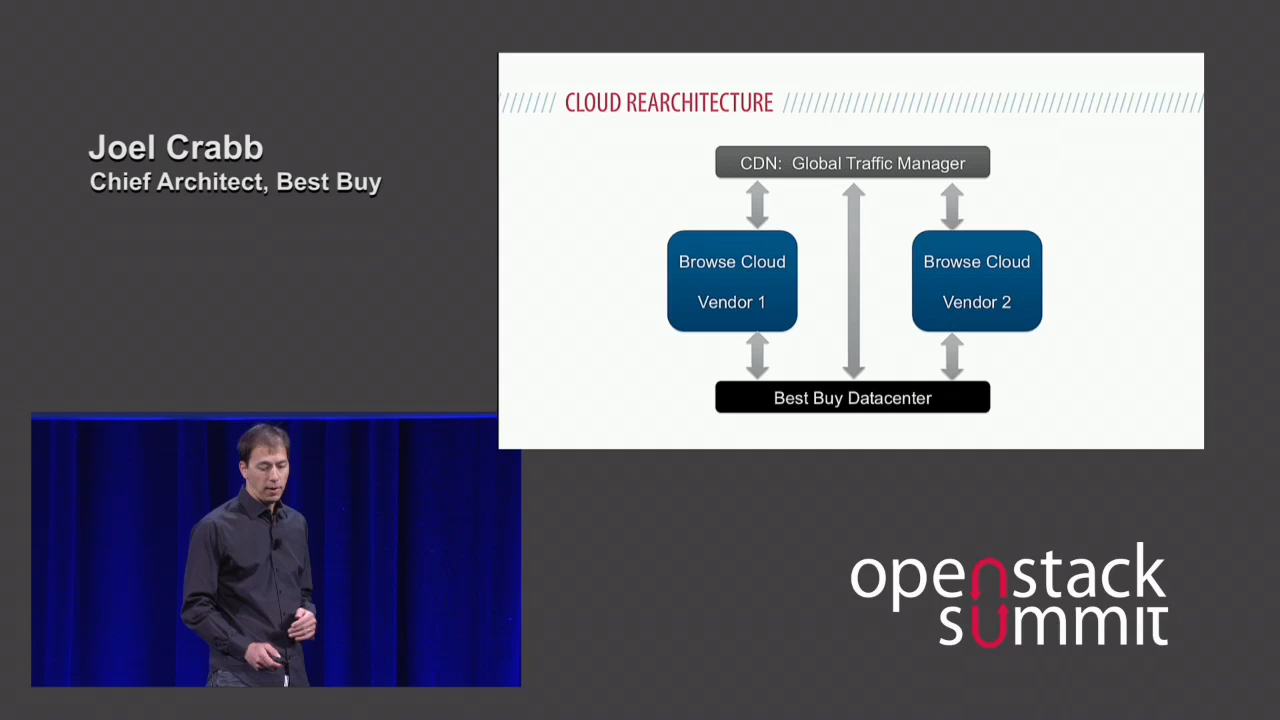 Joel Crabb
Chief Architect, Best Buy
CLOUD REARCHITECTURE
CDN: Global Traffic Manager
Browse Cloud
Vendor 1
Browse Cloud
Vendor 2
Best Buy Datacenter
openstack
summit